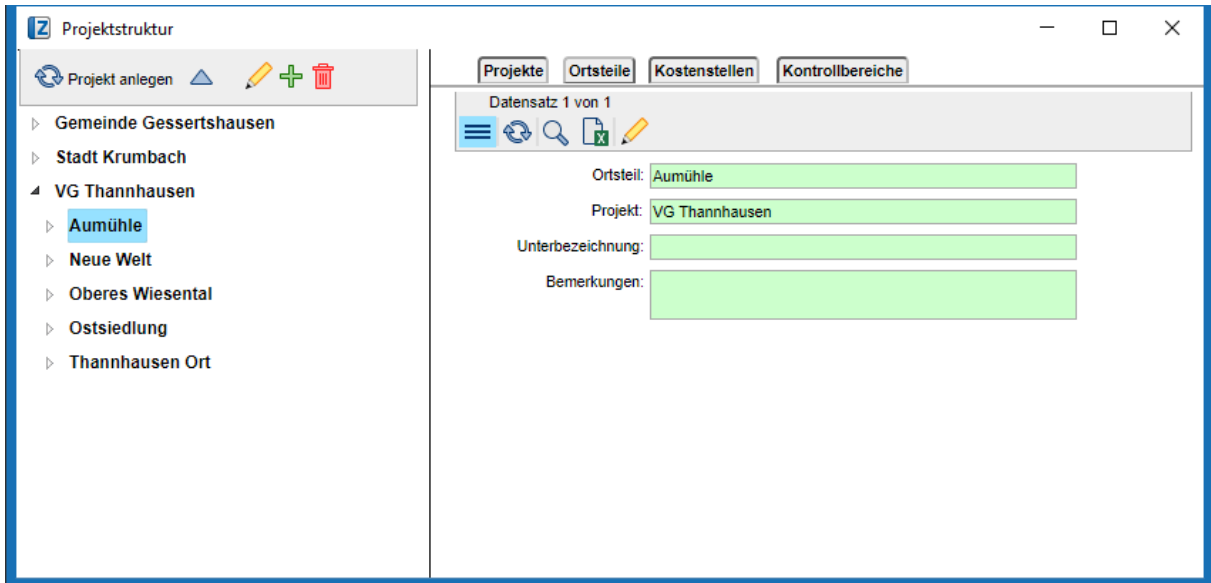 Projektstruktur
Projekt anlegen
Gemeinde Gessertshausen
Stadt Krumbach
VG Thannhausen
Aumühle
Neue Welt
Oberes Wiesental
Ostsiedlung
Thannhausen Ort
Projekte Ortsteile Kostenstellen Kontrollbereiche
Datensatz 1 von 1
Ortsteil: Aumühle
Projekt: VG Thannhausen
Unterbezeichnung:
Bemerkungen: